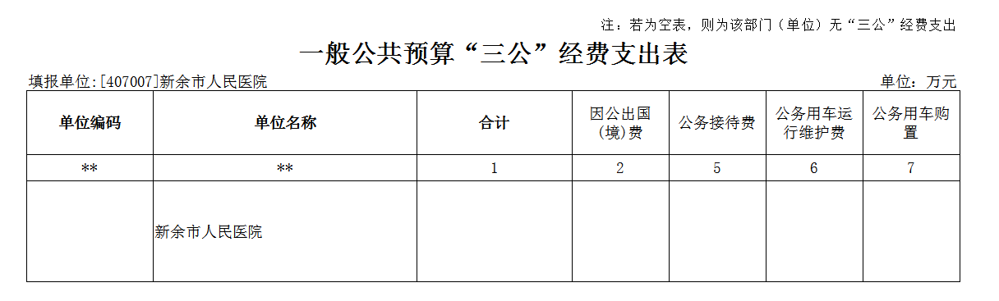 注：若为空表，则为该部门（单位）无“三公”经费支出
一般公共预算“三公”经费支出表
填报单位:[407007]新余市人民医院 单位：万元
单位编码 单位名称 合计 因公出国(境)费 公务接待费 公务用车运行维护费 公务用车购置
** ** 1 2 5 6 7
新余市人民医院